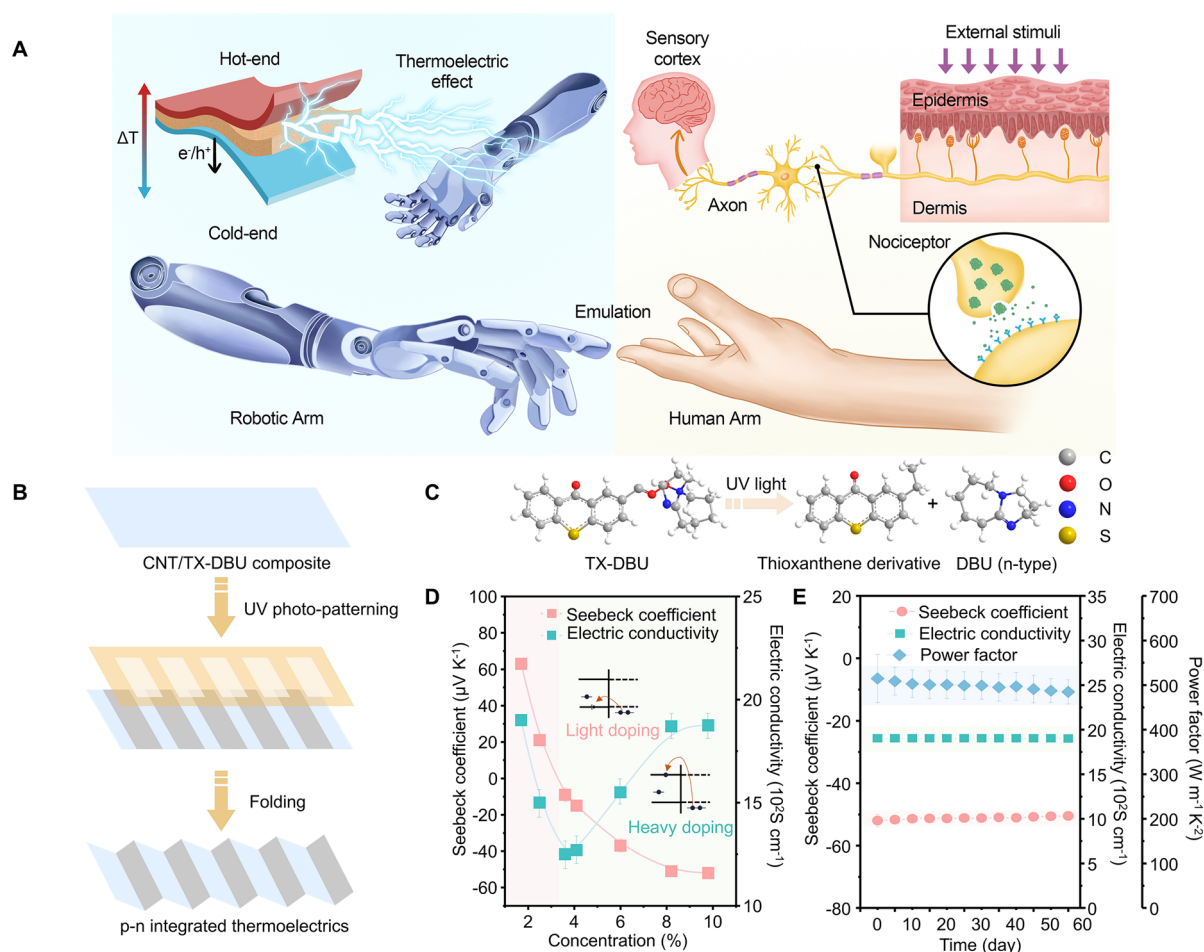 A
Hot-end
Thermoelectric
effect
ΔT
e⁻/h⁺
Cold-end
Robotic Arm
Emulation
Sensory
cortex
External stimuli
Epidermis
Axon
Dermis
Nociceptor
Human Arm
B
CNT/TX-DBU composite
UV photo-patterning
Folding
p-n integrated thermoelectrics
C
UV light
+
TX-DBU
Thioxanthene derivative
DBU (n-type)
C
O
N
S
D
Seebeck coefficient (μV K⁻¹)
100
80
60
40
20
0
-20
-40
-60
Seebeck coefficient
Electric conductivity
Light doping
Heavy doping
25
20
15
10
Electric conductivity (10²S cm⁻¹)
2
4
6
8
10
Concentration (%)
E
Seebeck coefficient (μV K⁻¹)
20
0
-20
-40
-60
-80
Seebeck coefficient
Electric conductivity
Power factor
35
30
25
20
15
10
5
0
Electric conductivity (10²S cm⁻¹)
700
600
500
400
300
200
100
0
Power factor (W m⁻¹ K⁻²)
0
10
20
30
40
50
60
Time (day)